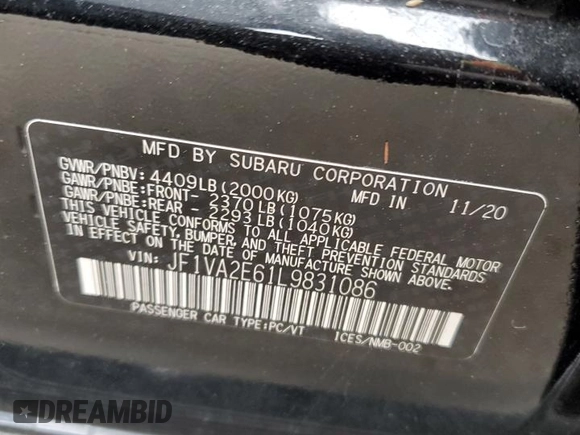 MFD BY SUBARU CORPORATION
GVWR/PNBV: 4409LB(2000KG) MFD IN 11/20
GAWR/PNBE:FRONT- 2370LB(1075KG)
GAWR/PNBE:REAR - 2293LB(1040KG)
THIS VEHICLE CONFORMS TO ALL APPLICABLE FEDERAL MOTOR
VEHICLE SAFETY, BUMPER, AND THEFT PREVENTION STANDARDS
IN EFFECT ON THE DATE OF MANUFACTURE SHOWN ABOVE.
VIN: JF1VA2E61L9831086
PASSENGER CAR TYPE:PC/VT ICES/NMB-002
DREAMBID